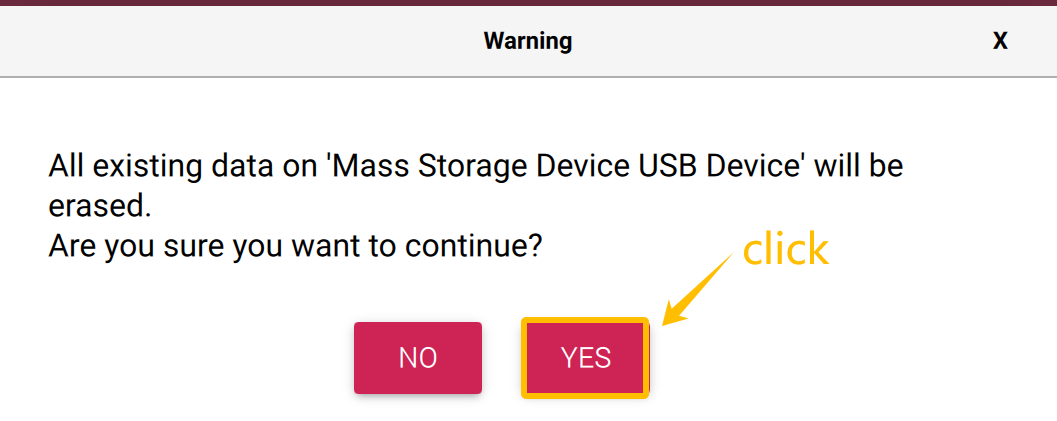 Warning
X
All existing data on 'Mass Storage Device USB Device' will be
erased.
Are you sure you want to continue?
click
NO
YES